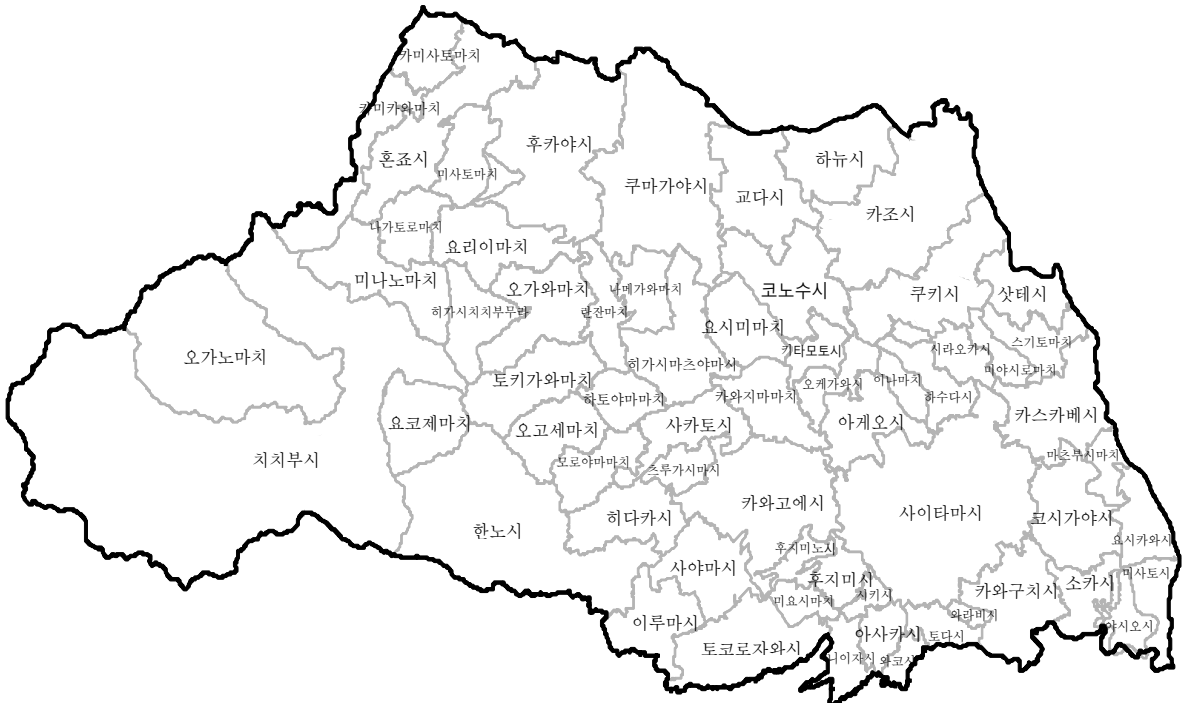 카미사토마치
카미카와마치
혼죠시
미사토마치
후카야시
쿠마가야시
교다시
하뉴시
카조시
나가토로마치
요리이마치
미나노마치
오가와마치
란잔마치
나메가와마치
코노수시
쿠키시
삿테시
히가시치치부무라
요시미마치
키타모토시
시라오카시
스기토마치
미야시로마치
오가노마치
토키가와마치
히가시마츠야마시
하토야마마치
카와지마마치
오케가와시
이나마치
하수다시
카스카베시
요코제마치
오고세마치
사카토시
아게오시
치치부시
모로야마마치
츠루가시마시
마츠부시마치
한노시
히다카시
카와고에시
사이타마시
코시가야시
요시카와시
후지미노시
사야마시
후지미시
시키시
미요시마치
카와구치시
소카시
미사토시
이루마시
아사카시
와라비시
토다시
야시오시
토코로자와시
니이자시
와코시